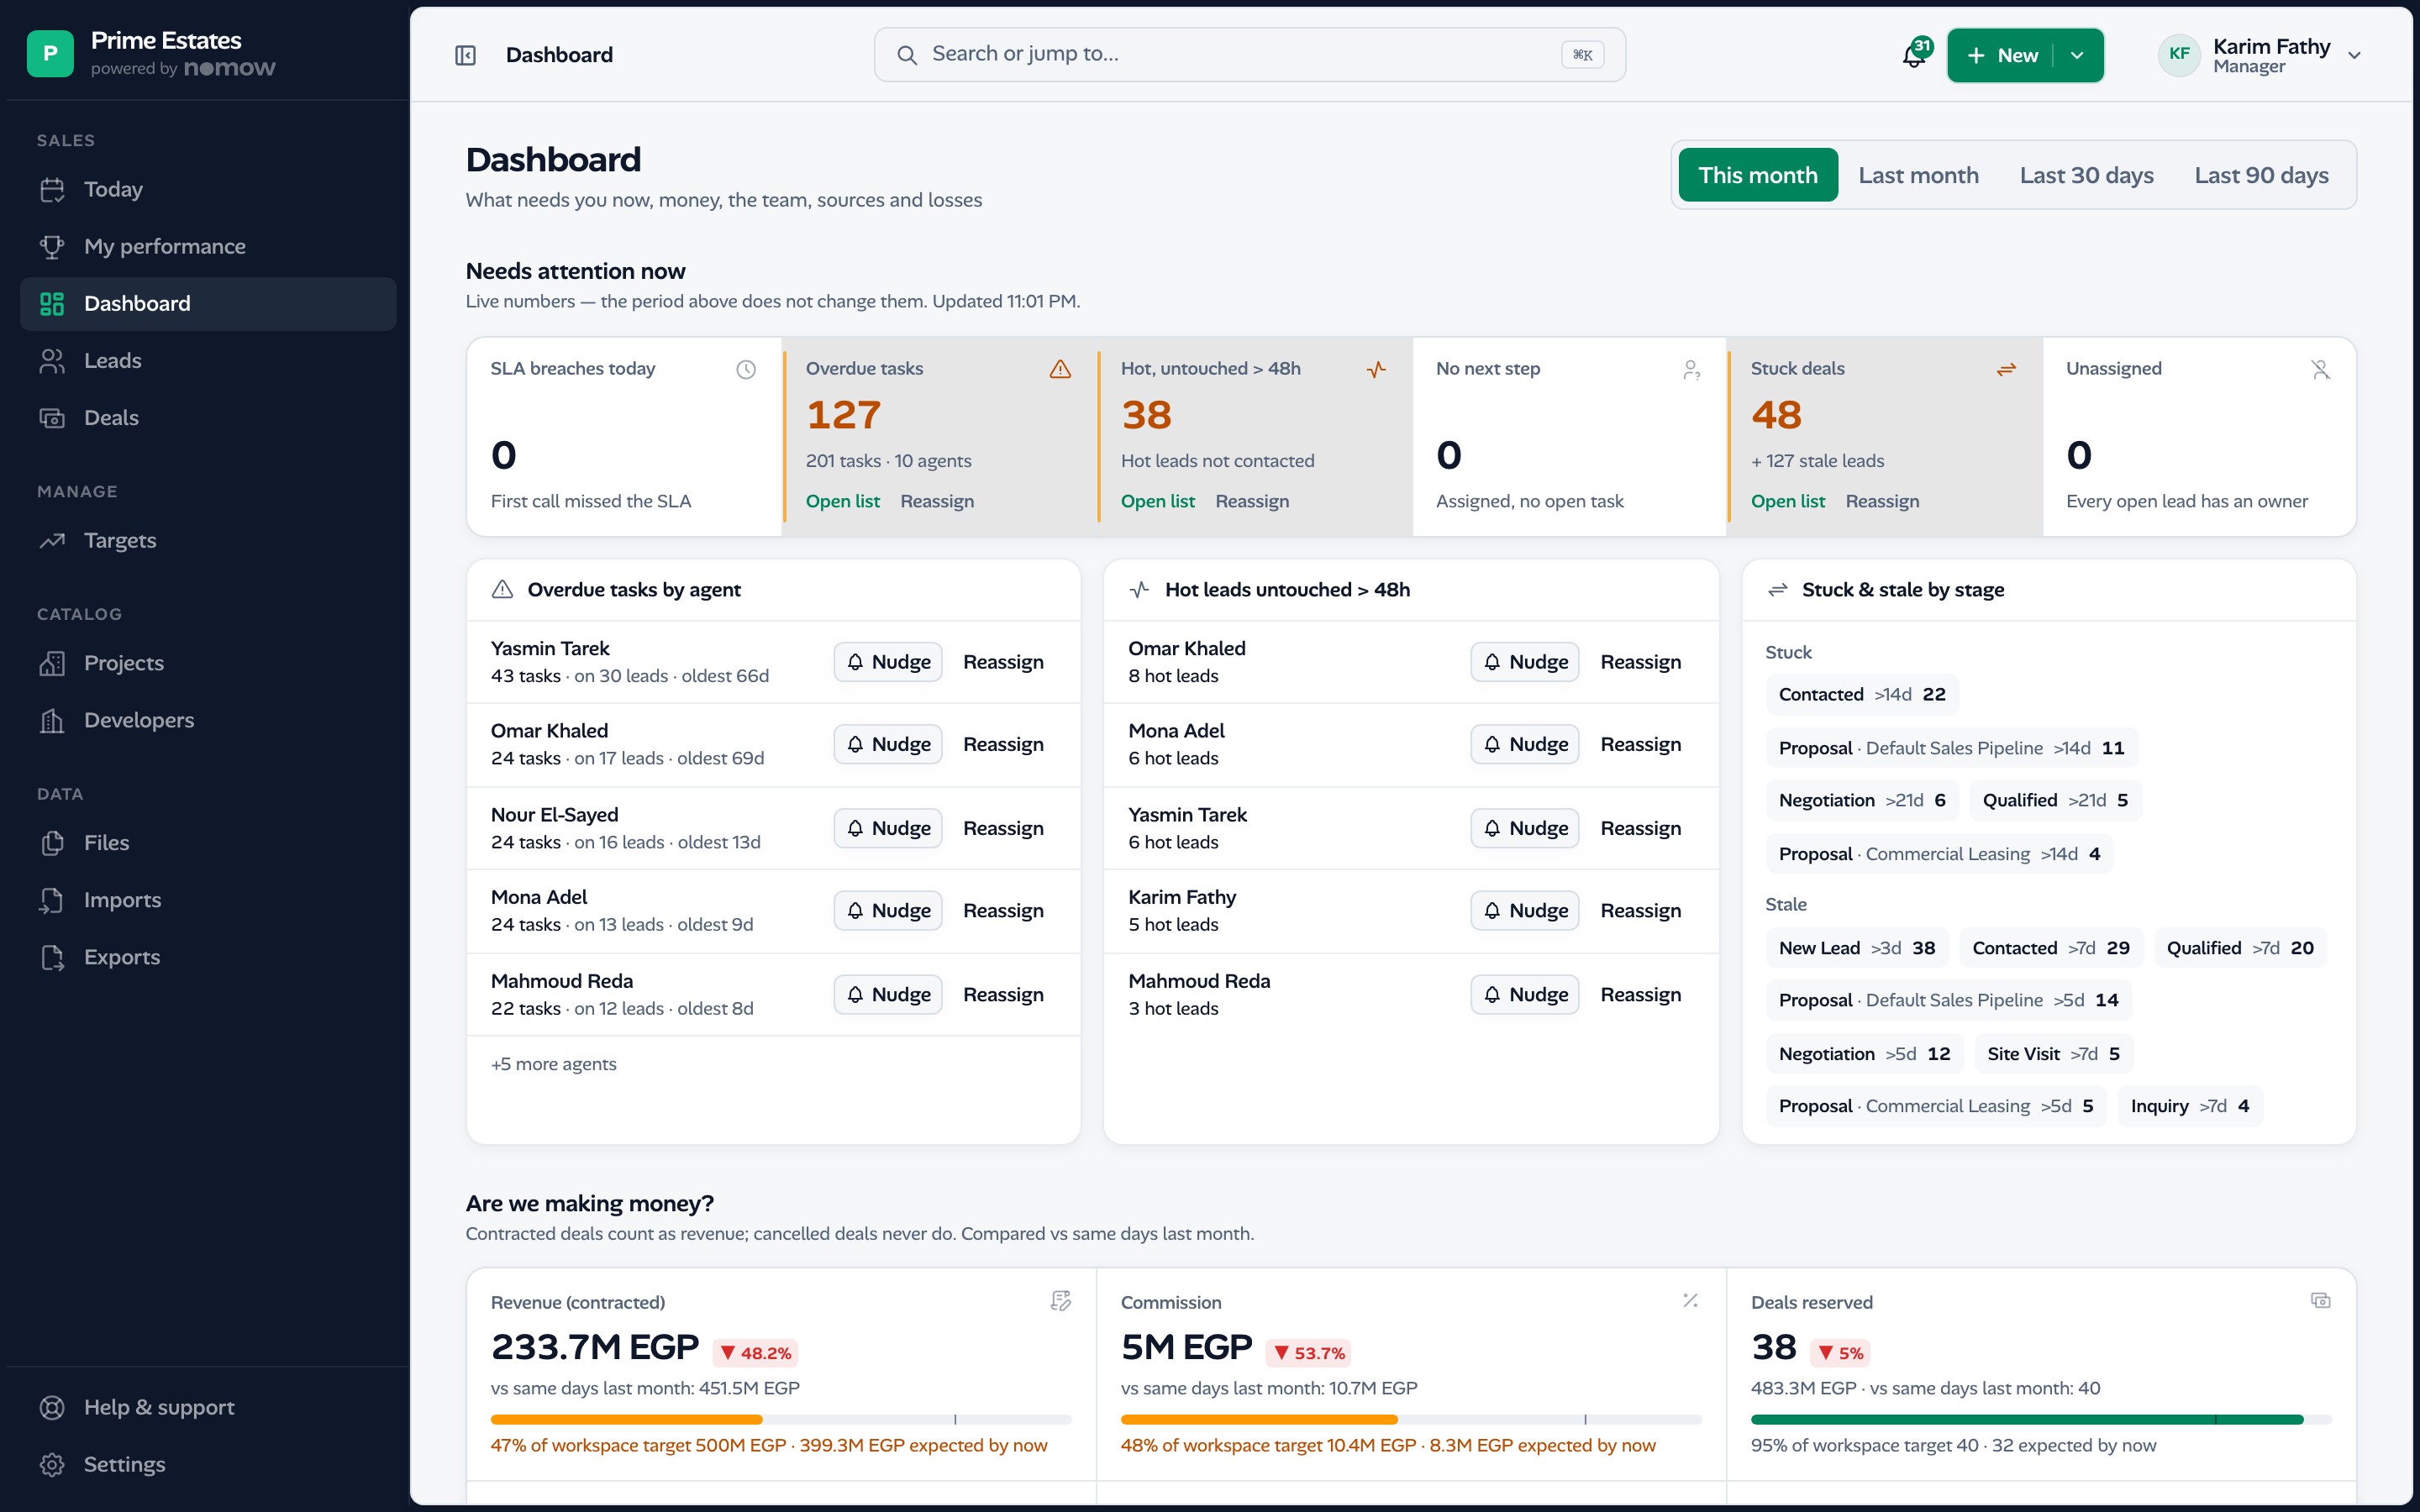 P
Prime Estates
powered by nomow
SALES
Today
My performance
Dashboard
Leads
Deals
MANAGE
Targets
CATALOG
Projects
Developers
DATA
Files
Imports
Exports
Help & support
Settings
Dashboard
Search or jump to...
⌘K
31
+ New
KF
Karim Fathy
Manager
Dashboard
What needs you now, money, the team, sources and losses
This month
Last month
Last 30 days
Last 90 days
Needs attention now
Live numbers — the period above does not change them. Updated 11:01 PM.
SLA breaches today
0
First call missed the SLA
Overdue tasks
127
201 tasks · 10 agents
Open list Reassign
Hot, untouched > 48h
38
Hot leads not contacted
Open list Reassign
No next step
0
Assigned, no open task
Stuck deals
48
+ 127 stale leads
Open list Reassign
Unassigned
0
Every open lead has an owner
Overdue tasks by agent
Yasmin Tarek
43 tasks · on 30 leads · oldest 66d
Nudge Reassign
Omar Khaled
24 tasks · on 17 leads · oldest 69d
Nudge Reassign
Nour El-Sayed
24 tasks · on 16 leads · oldest 13d
Nudge Reassign
Mona Adel
24 tasks · on 13 leads · oldest 9d
Nudge Reassign
Mahmoud Reda
22 tasks · on 12 leads · oldest 8d
Nudge Reassign
+5 more agents
Hot leads untouched > 48h
Omar Khaled
8 hot leads
Nudge Reassign
Mona Adel
6 hot leads
Nudge Reassign
Yasmin Tarek
6 hot leads
Nudge Reassign
Karim Fathy
5 hot leads
Nudge Reassign
Mahmoud Reda
3 hot leads
Nudge Reassign
Stuck & stale by stage
Stuck
Contacted >14d 22
Proposal · Default Sales Pipeline >14d 11
Negotiation >21d 6 Qualified >21d 5
Proposal · Commercial Leasing >14d 4
Stale
New Lead >3d 38 Contacted >7d 29 Qualified >7d 20
Proposal · Default Sales Pipeline >5d 14
Negotiation >5d 12 Site Visit >7d 5
Proposal · Commercial Leasing >5d 5 Inquiry >7d 4
Are we making money?
Contracted deals count as revenue; cancelled deals never do. Compared vs same days last month.
Revenue (contracted)
233.7M EGP ▼ 48.2%
vs same days last month: 451.5M EGP
47% of workspace target 500M EGP · 399.3M EGP expected by now
Commission
5M EGP ▼ 53.7%
vs same days last month: 10.7M EGP
48% of workspace target 10.4M EGP · 8.3M EGP expected by now
Deals reserved
38 ▼ 5%
483.3M EGP · vs same days last month: 40
95% of workspace target 40 · 32 expected by now